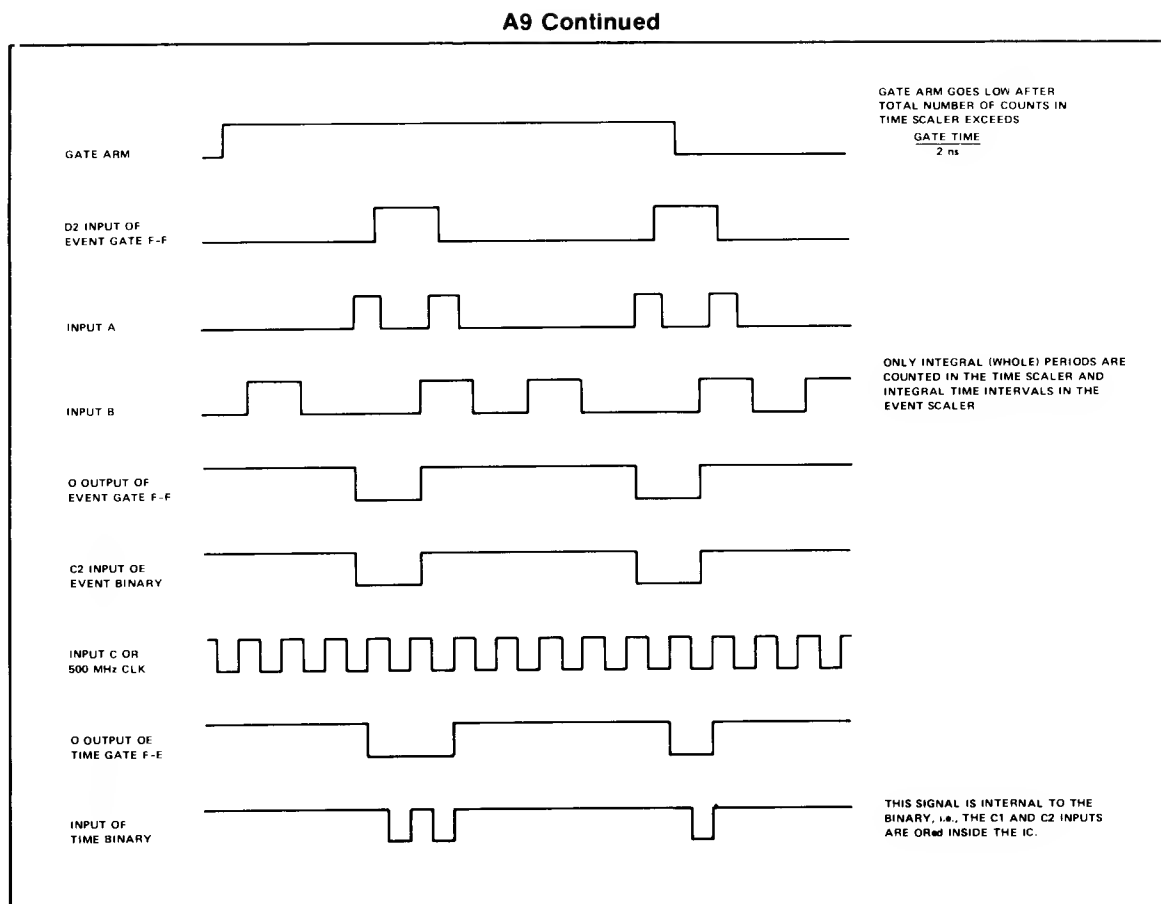 A9 Continued
GATE ARM GOES LOW AFTER
TOTAL NUMBER OF COUNTS IN
TIME SCALER EXCEEDS
GATE TIME
2 ns
GATE ARM
D2 INPUT OF
EVENT GATE F-F
INPUT A
ONLY INTEGRAL (WHOLE) PERIODS ARE
COUNTED IN THE TIME SCALER AND
INTEGRAL TIME INTERVALS IN THE
EVENT SCALER
INPUT B
O OUTPUT OF
EVENT GATE F-F
C2 INPUT OE
EVENT BINARY
INPUT C OR
500 MHz CLK
O OUTPUT OE
TIME GATE F-E
INPUT OF
TIME BINARY
THIS SIGNAL IS INTERNAL TO THE
BINARY, i.e., THE C1 AND C2 INPUTS
ARE ORed INSIDE THE IC.